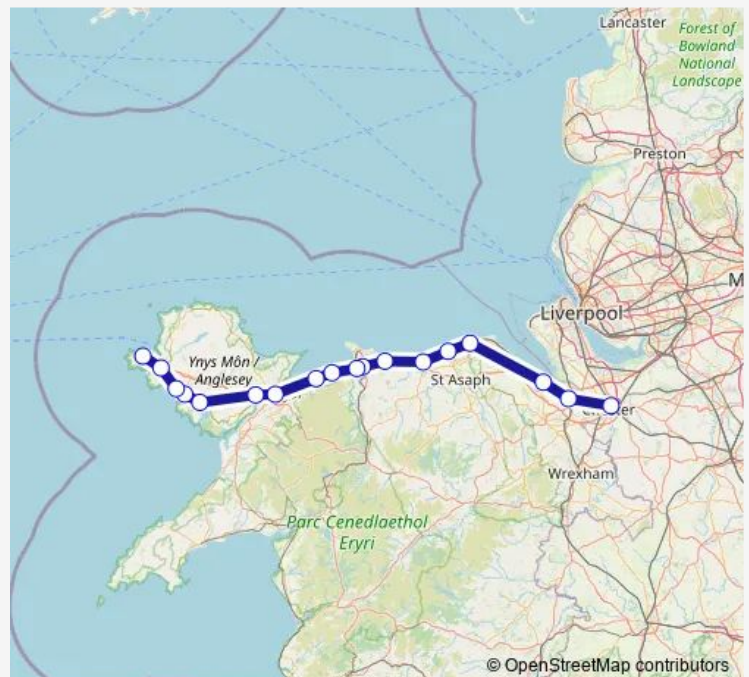 Lancaster
Forest of
Bowland
National
Landscape
Preston
M
Liverpool
Ynys Môn /
Anglesey
St Asaph
Wrexham
Parc Cenedlaethol
Eryri
© OpenStreetMap contributors